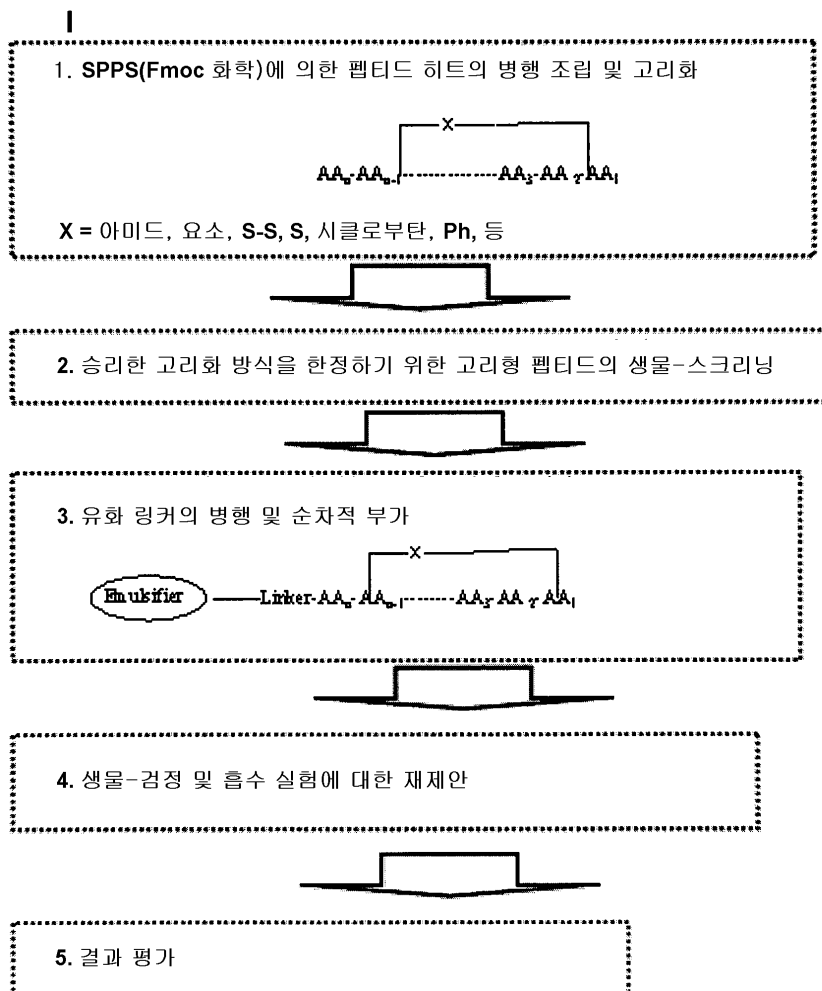 I
1. SPPS(Fmoc 화학)에 의한 펩티드 히트의 병행 조립 및 고리화
X
AAn-AAn-1----------AA3-AA2-AA1
X = 아미드, 요소, S-S, S, 시클로부탄, Ph, 등
2. 승리한 고리화 방식을 한정하기 위한 고리형 펩티드의 생물-스크리닝
3. 유화 링커의 병행 및 순차적 부가
X
Emulsifier Linker-AAn-AAn-1-------AA3-AA2-AA1
4. 생물-검정 및 흡수 실험에 대한 재제안
5. 결과 평가